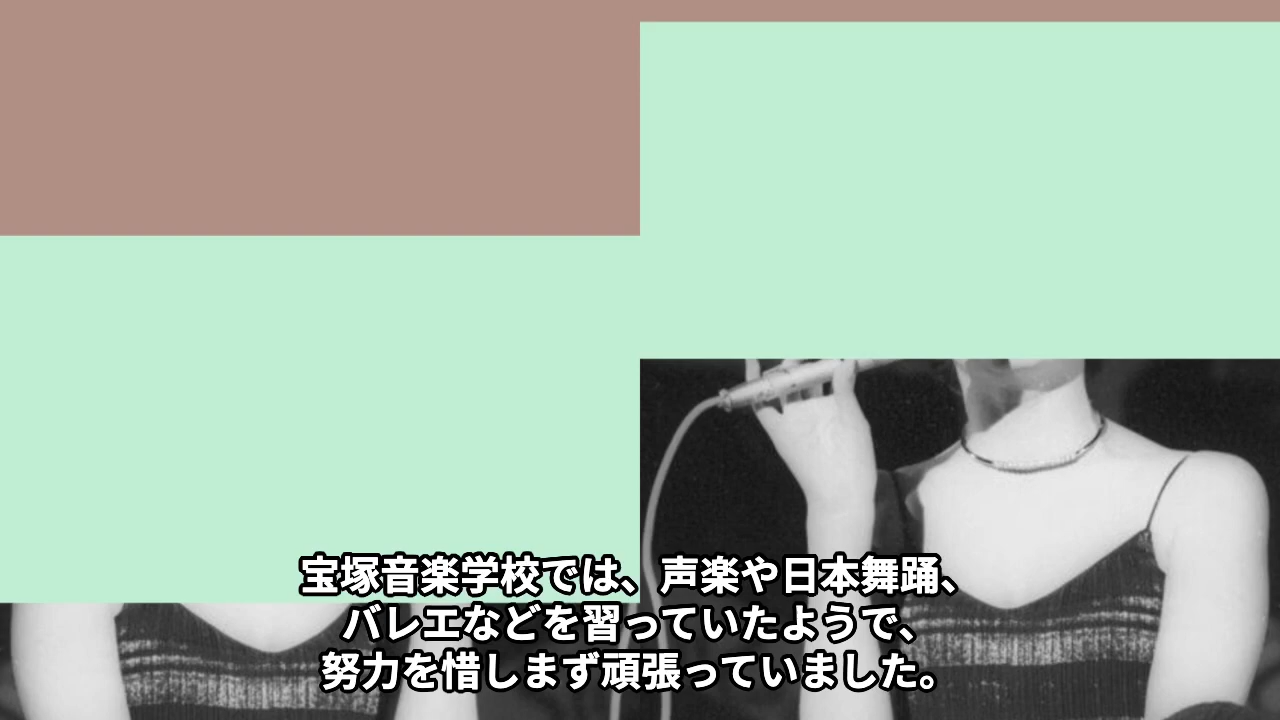 宝塚音楽学校では、声楽や日本舞踊、
バレエなどを習っていたようで、
努力を惜しまず頑張っていました。